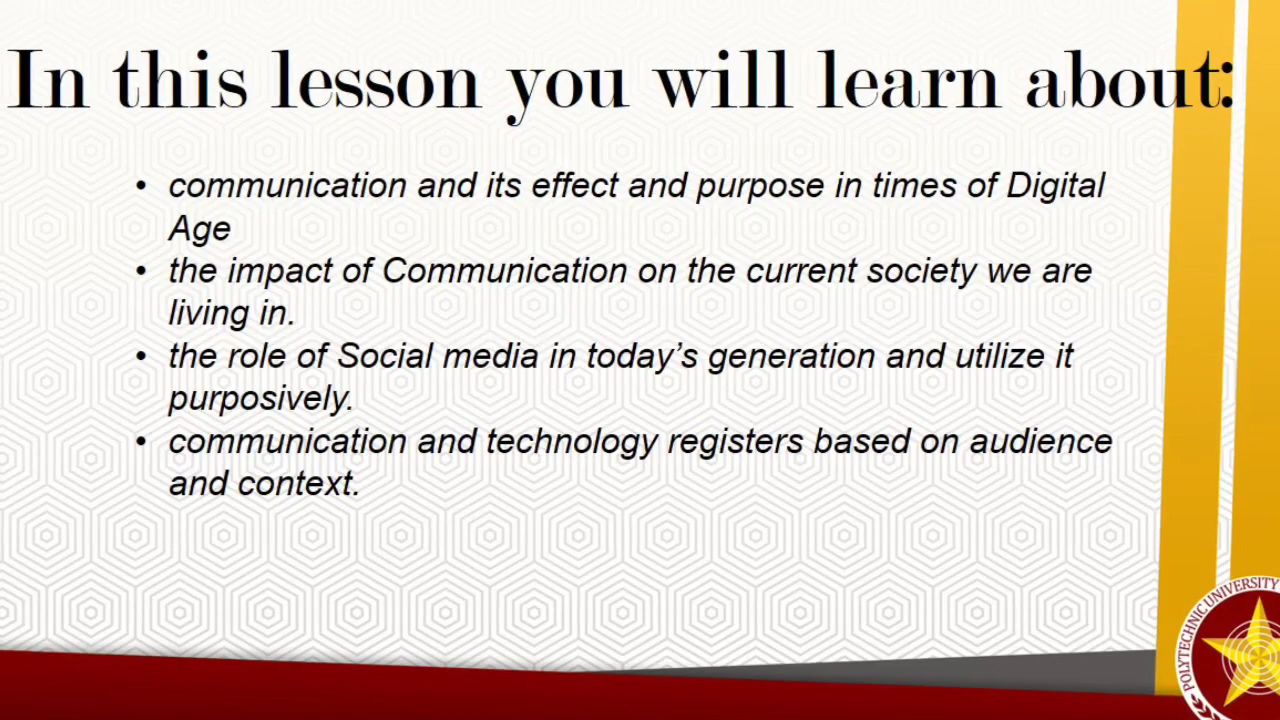 In this lesson you will learn about:
• communication and its effect and purpose in times of Digital
Age
• the impact of Communication on the current society we are
living in.
• the role of Social media in today’s generation and utilize it
purposively.
• communication and technology registers based on audience
and context.
POLYTECHNIC UNIVERSITY